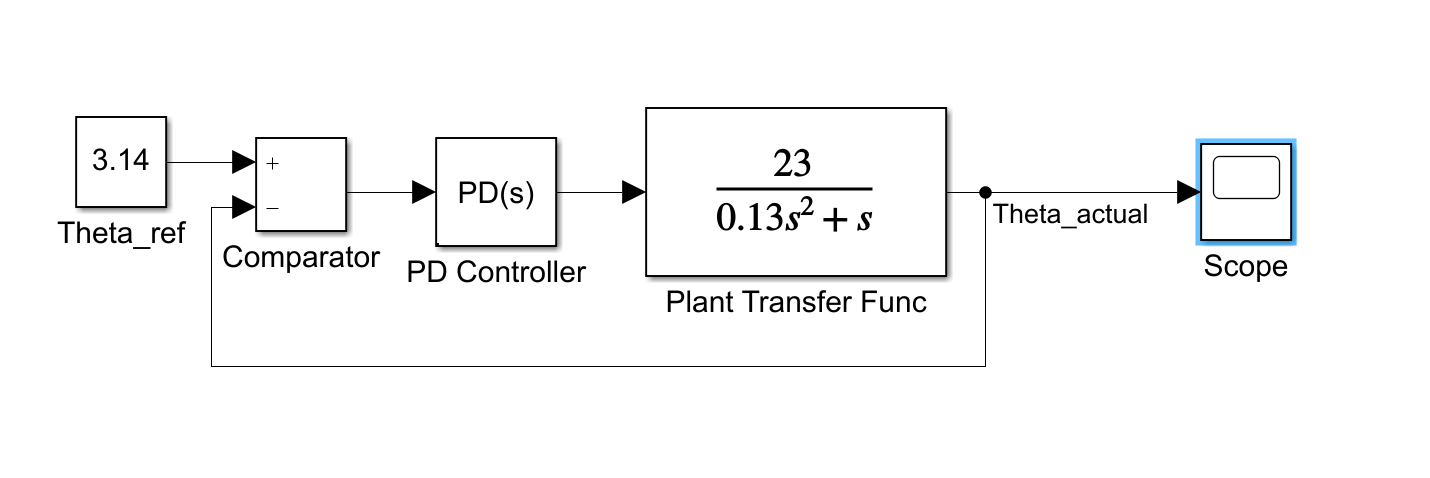 3.14
Theta_ref
+
−
Comparator
PD(s)
PD Controller
23
0.13s² + s
Plant Transfer Func
Theta_actual
Scope